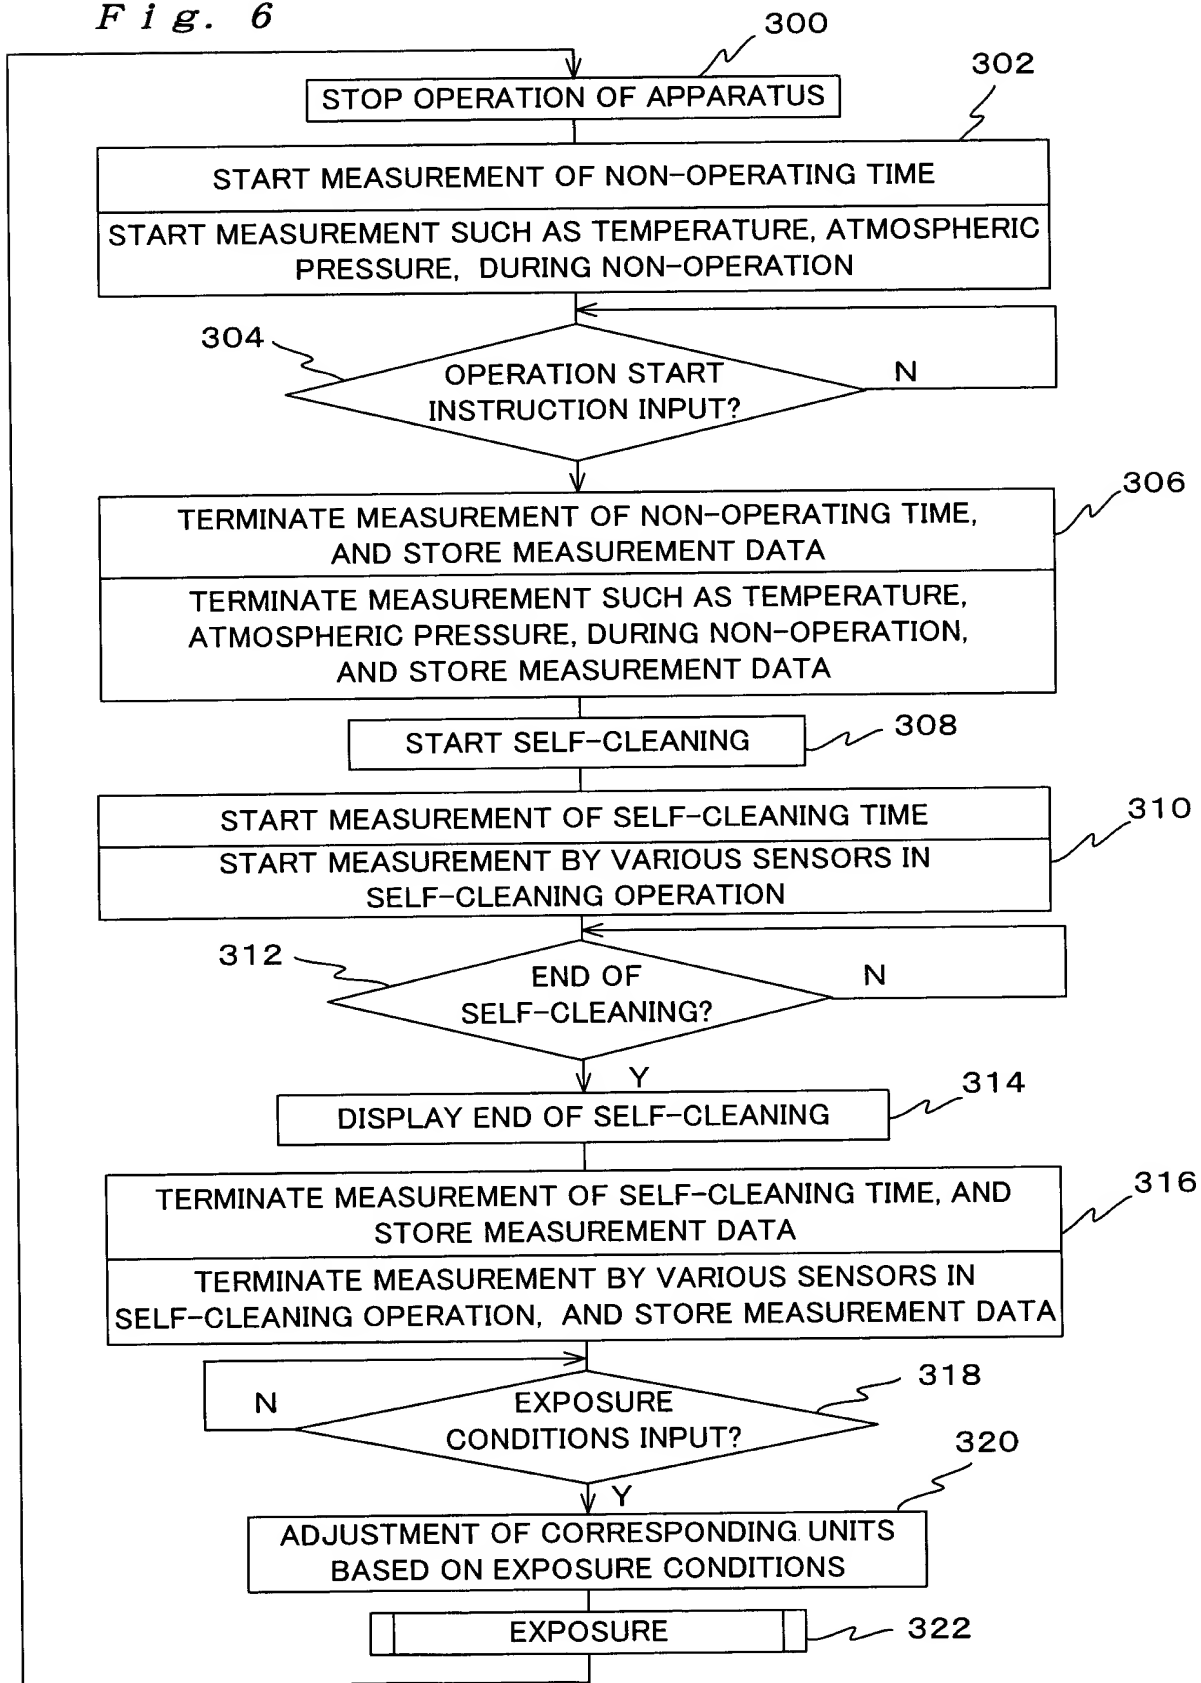 Fig. 6
300
STOP OPERATION OF APPARATUS
302
START MEASUREMENT OF NON-OPERATING TIME
START MEASUREMENT SUCH AS TEMPERATURE, ATMOSPHERIC
PRESSURE, DURING NON-OPERATION
304
OPERATION START
INSTRUCTION INPUT?
N
306
TERMINATE MEASUREMENT OF NON-OPERATING TIME,
AND STORE MEASUREMENT DATA
TERMINATE MEASUREMENT SUCH AS TEMPERATURE,
ATMOSPHERIC PRESSURE, DURING NON-OPERATION,
AND STORE MEASUREMENT DATA
START SELF-CLEANING
308
START MEASUREMENT OF SELF-CLEANING TIME
310
START MEASUREMENT BY VARIOUS SENSORS IN
SELF-CLEANING OPERATION
312
END OF
SELF-CLEANING?
N
Y
314
DISPLAY END OF SELF-CLEANING
316
TERMINATE MEASUREMENT OF SELF-CLEANING TIME, AND
STORE MEASUREMENT DATA
TERMINATE MEASUREMENT BY VARIOUS SENSORS IN
SELF-CLEANING OPERATION, AND STORE MEASUREMENT DATA
318
N
EXPOSURE
CONDITIONS INPUT?
320
Y
ADJUSTMENT OF CORRESPONDING UNITS
BASED ON EXPOSURE CONDITIONS
EXPOSURE
322